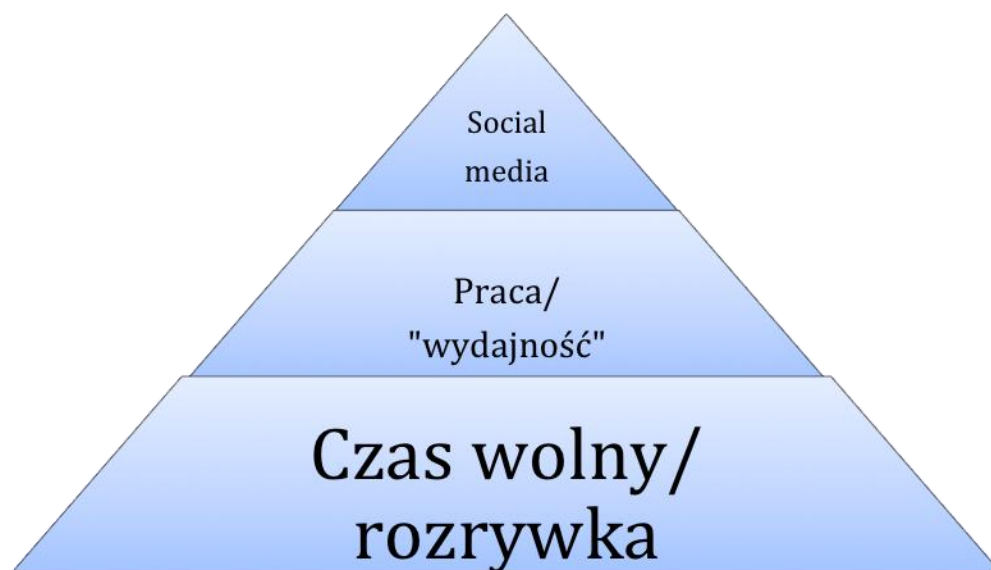 Social
media
Praca/
"wydajność"
Czas wolny/
rozrywka